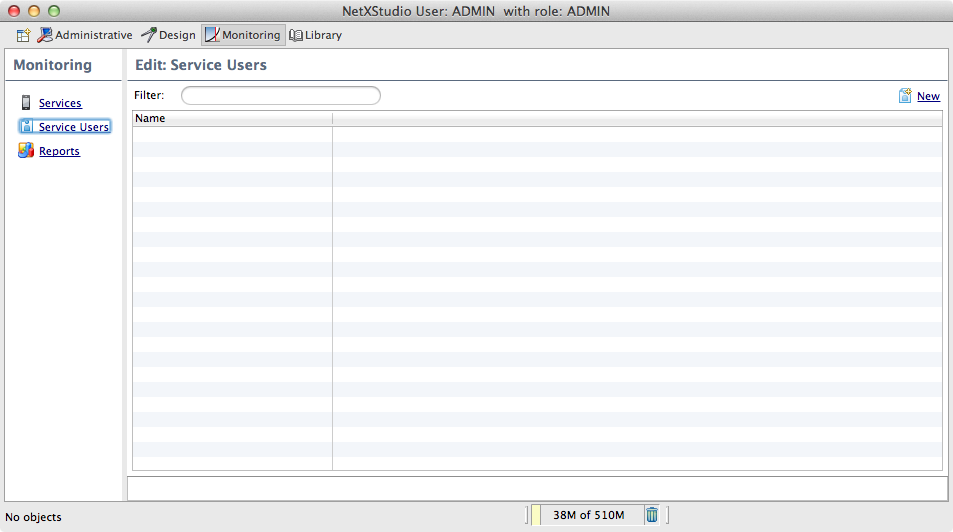 NetXStudio User: ADMIN  with role: ADMIN
Administrative Design Monitoring Library
Monitoring
Services
Service Users
Reports
Edit: Service Users
Filter:
New
Name
No objects
38M of 510M